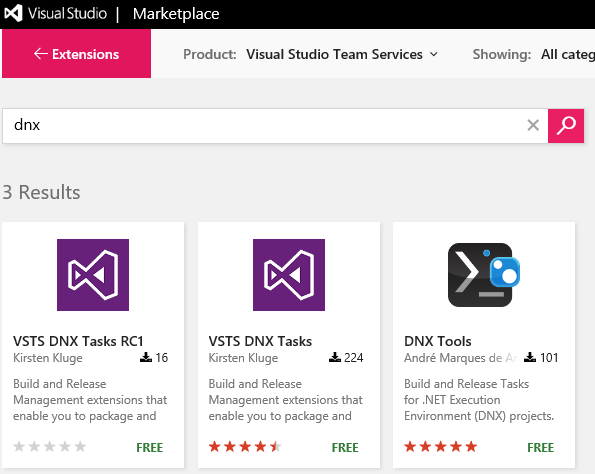 Visual Studio | Marketplace
← Extensions Product: Visual Studio Team Services Showing: All
dnx
3 Results
VSTS DNX Tasks RC1
Kirsten Kluge 16
Build and Release
Management extensions that
enable you to package and
FREE
VSTS DNX Tasks
Kirsten Kluge 224
Build and Release
Management extensions that
enable you to package and
FREE
DNX Tools
André Marques de 101
Build and Release Tasks
for .NET Execution
Environment (DNX) projects.
FREE